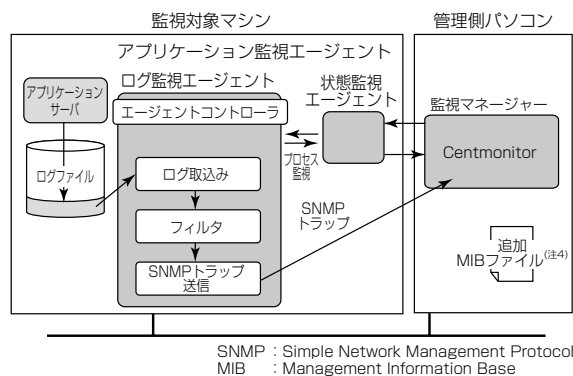 監視対象マシン
管理側パソコン
アプリケーション監視エージェント
ログ監視エージェント
状態監視
エージェント
アプリケーション
サーバ
エージェントコントローラ
監視マネージャー
Centmonitor
プロセス
監視
ログファイル
ログ取込み
フィルタ
SNMP
トラップ
SNMPトラップ
送信
追加
MIBファイル(注4)
SNMP : Simple Network Management Protocol
MIB : Management Information Base